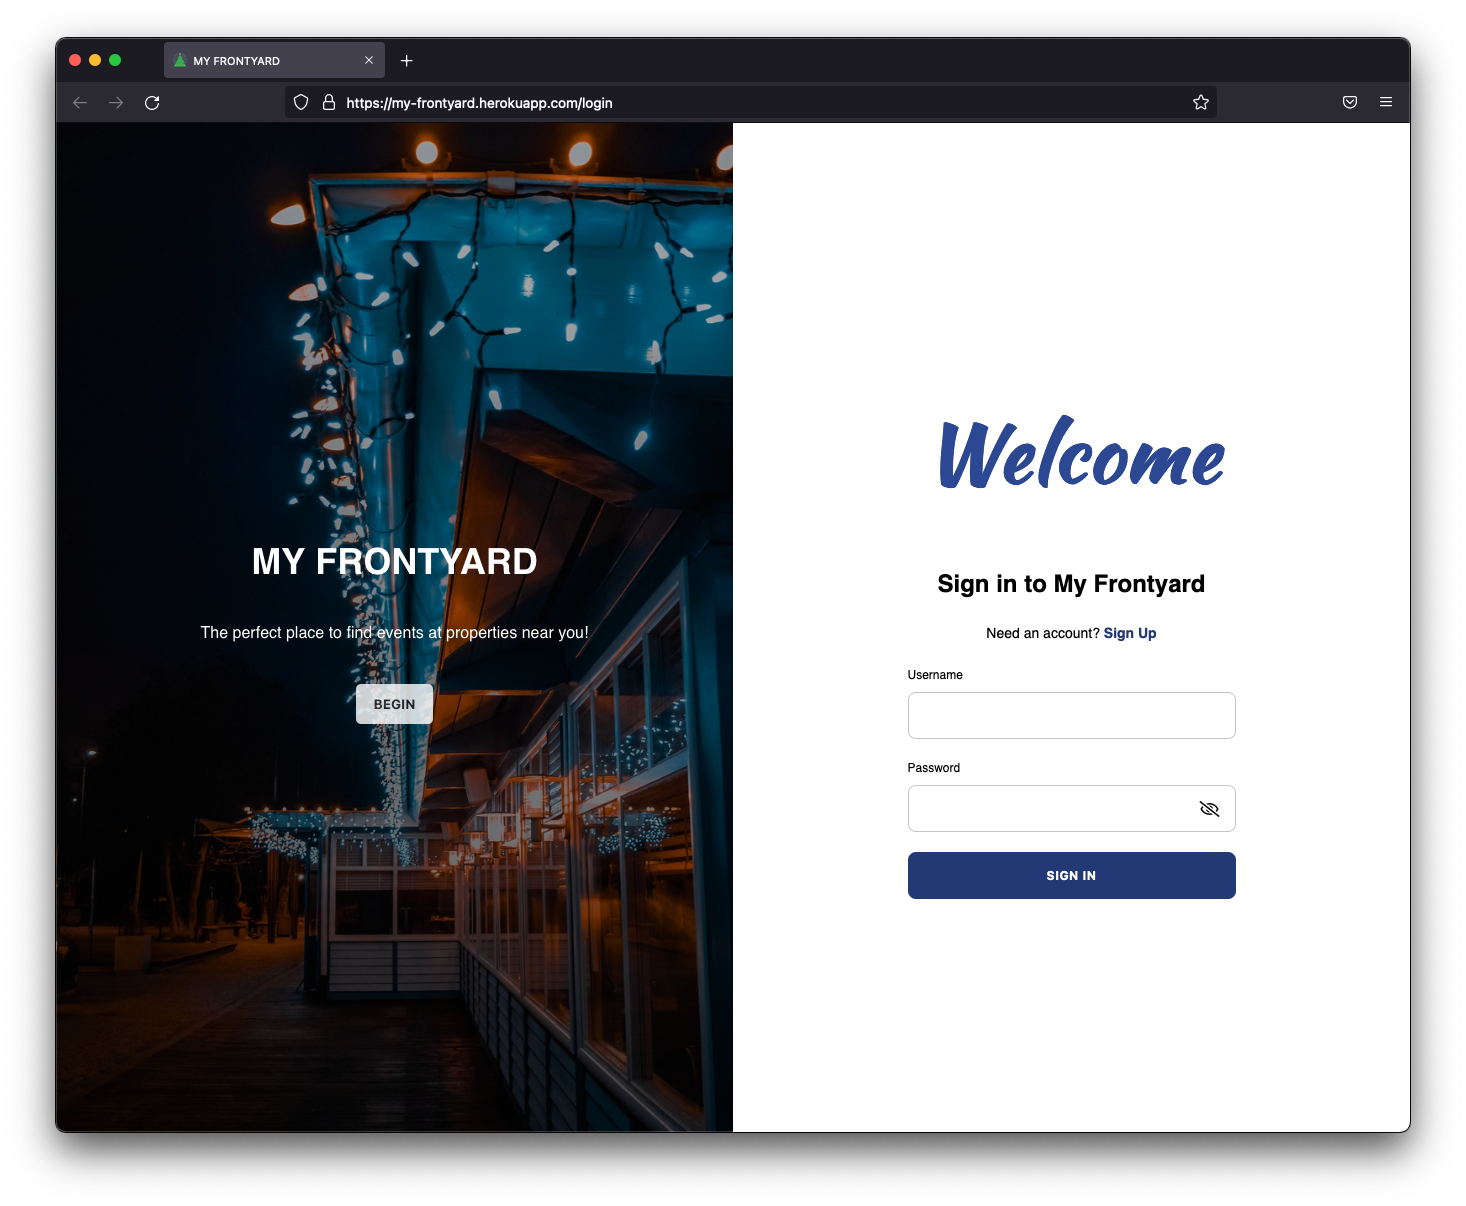 MY FRONTYARD
https://my-frontyard.herokuapp.com/login
MY FRONTYARD
The perfect place to find events at properties near you!
BEGIN
Welcome
Sign in to My Frontyard
Need an account? Sign Up
Username
Password
SIGN IN